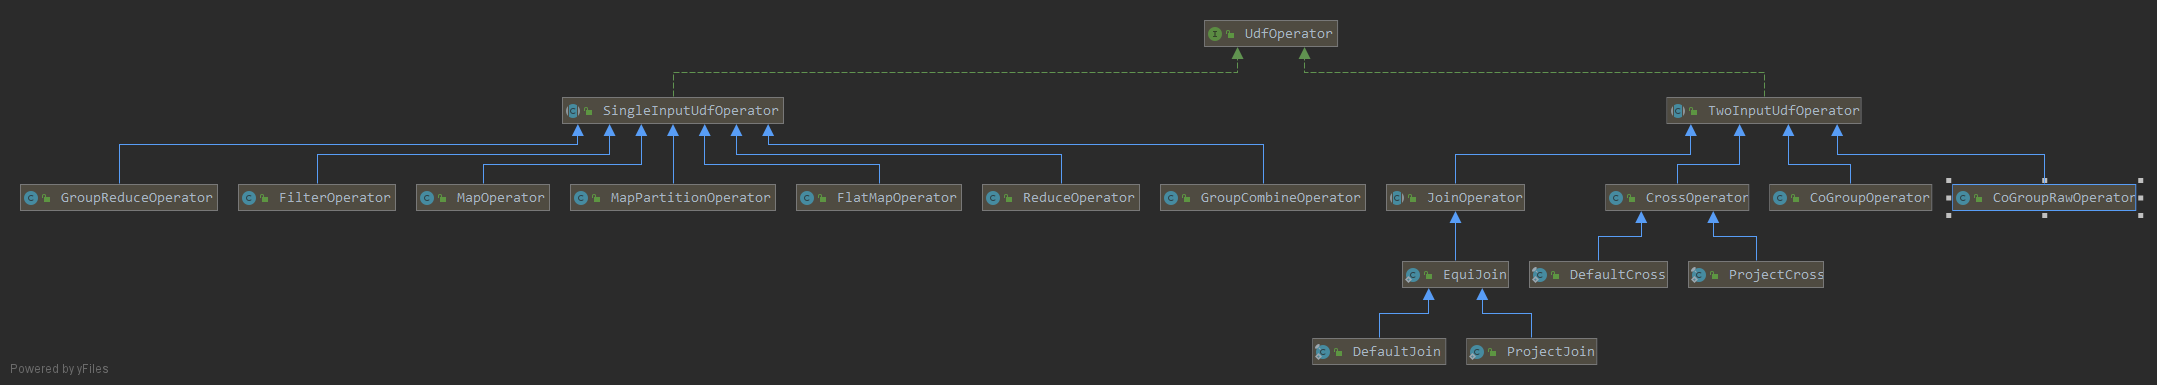 UdfOperator
SingleInputUdfOperator
TwoInputUdfOperator
GroupReduceOperator
FilterOperator
MapOperator
MapPartitionOperator
FlatMapOperator
ReduceOperator
GroupCombineOperator
JoinOperator
CrossOperator
CoGroupOperator
CoGroupRawOperator
EquiJoin
DefaultCross
ProjectCross
DefaultJoin
ProjectJoin
Powered by yFiles